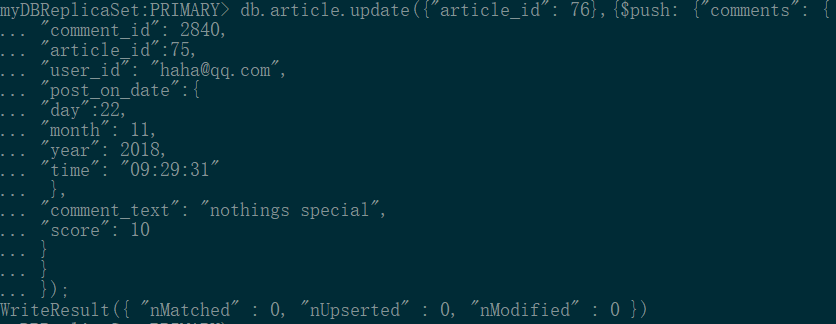 myDBReplicaSet:PRIMARY> db.article.update({"article_id": 76},{$push: {"comments": {
... "comment_id": 2840,
... "article_id":75,
... "user_id": "haha@qq.com",
... "post_on_date":{
... "day":22,
... "month": 11,
... "year": 2018,
... "time": "09:29:31"
...  },
... "comment_text": "nothings special",
... "score": 10
... }
... }
... });
WriteResult({ "nMatched" : 0, "nUpserted" : 0, "nModified" : 0 })